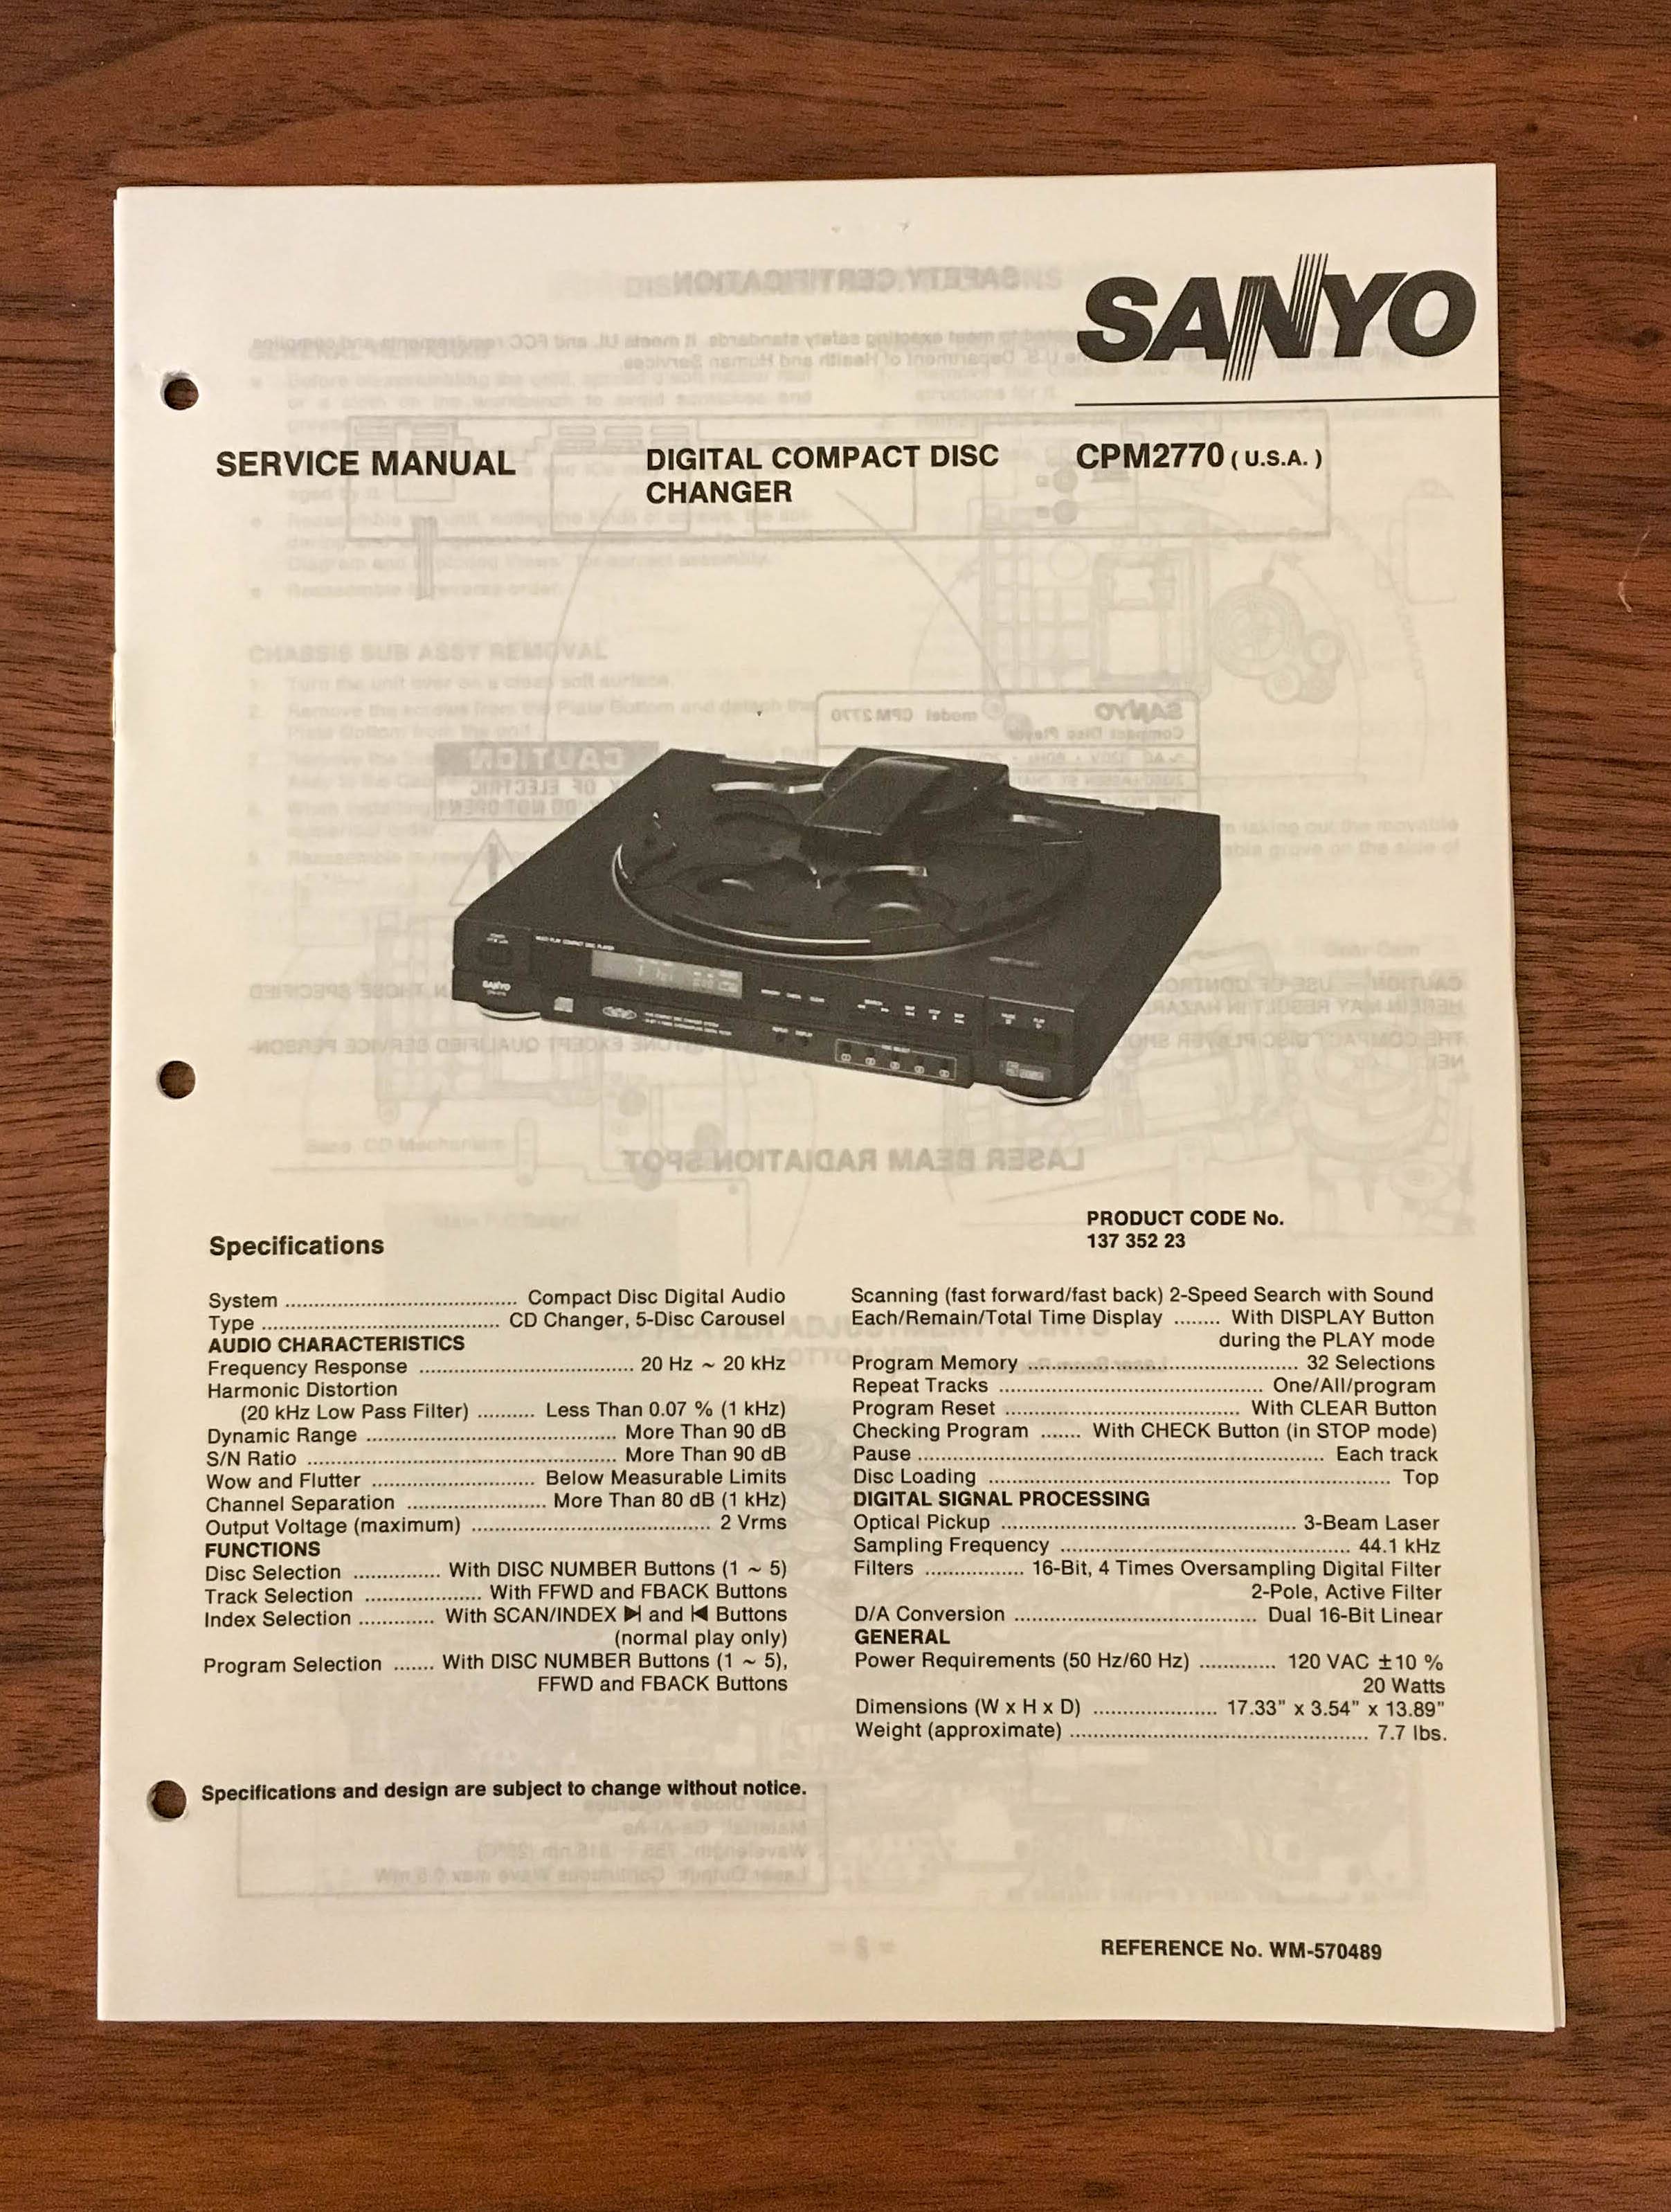 SANYO
SERVICE MANUAL
DIGITAL COMPACT DISC
CHANGER
CPM2770 ( U.S.A. )
SANYO
PRODUCT CODE No.
137 352 23
Specifications
System ........................................ Compact Disc Digital Audio
Type ......................................... CD Changer, 5-Disc Carousel
AUDIO CHARACTERISTICS
Frequency Response ..................................... 20 Hz ~ 20 kHz
Harmonic Distortion
(20 kHz Low Pass Filter) .......... Less Than 0.07 % (1 kHz)
Dynamic Range ........................................... More Than 90 dB
S/N Ratio ..................................................... More Than 90 dB
Wow and Flutter .............................. Below Measurable Limits
Channel Separation ........................ More Than 80 dB (1 kHz)
Output Voltage (maximum) ......................................... 2 Vrms
FUNCTIONS
Disc Selection ............... With DISC NUMBER Buttons (1 ~ 5)
Track Selection .................... With FFWD and FBACK Buttons
Index Selection ............. With SCAN/INDEX ▶| and |◀ Buttons
(normal play only)
Program Selection ....... With DISC NUMBER Buttons (1 ~ 5),
FFWD and FBACK Buttons
Scanning (fast forward/fast back) 2-Speed Search with Sound
Each/Remain/Total Time Display ........ With DISPLAY Button
during the PLAY mode
Program Memory ............................................... 32 Selections
Repeat Tracks .............................................. One/All/program
Program Reset ......................................... With CLEAR Button
Checking Program ....... With CHECK Button (in STOP mode)
Pause ....................................................................... Each track
Disc Loading ...................................................................... Top
DIGITAL SIGNAL PROCESSING
Optical Pickup ................................................... 3-Beam Laser
Sampling Frequency .................................................. 44.1 kHz
Filters ................. 16-Bit, 4 Times Oversampling Digital Filter
2-Pole, Active Filter
D/A Conversion .......................................... Dual 16-Bit Linear
GENERAL
Power Requirements (50 Hz/60 Hz) ............. 120 VAC ±10 %
20 Watts
Dimensions (W x H x D) ...................... 17.33" x 3.54" x 13.89"
Weight (approximate) .................................................... 7.7 lbs.
Specifications and design are subject to change without notice.
REFERENCE No. WM-570489